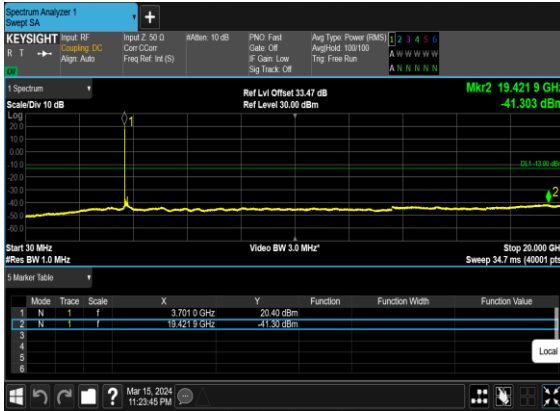 Spectrum Analyzer 1
Swept SA
+
KEYSIGHT Input: RF Input Z: 50 Ω #Atten: 10 dB PNO: Fast Avg Type: Power (RMS) 1 2 3 4 5 6
R T Coupling: DC Corr CCorr Gate: Off Avg|Hold: 100/100 A W W W W W
Align: Auto Freq Ref: Int (S) IF Gain: Low Trig: Free Run
Sig Track: Off A N N N N N
1 Spectrum Ref Lvl Offset 33.47 dB Mkr2 19.421 9 GHz
Scale/Div 10 dB Ref Level 30.00 dBm -41.303 dBm
Log
20.0
10.0
0.00
-10.0
DL1 -13.00 dBm
-20.0
-30.0
-40.0
-50.0
-60.0
1
2
Start 30 MHz Video BW 3.0 MHz* Stop 20.000 GHz
#Res BW 1.0 MHz Sweep 34.7 ms (40001 pts)
5 Marker Table
Mode Trace Scale X Y Function Function Width Function Value
1 N 1 f 3.701 0 GHz 20.40 dBm
2 N 1 f 19.421 9 GHz -41.30 dBm
3
4
5
6
Local
? Mar 15, 2024
11:23:45 PM